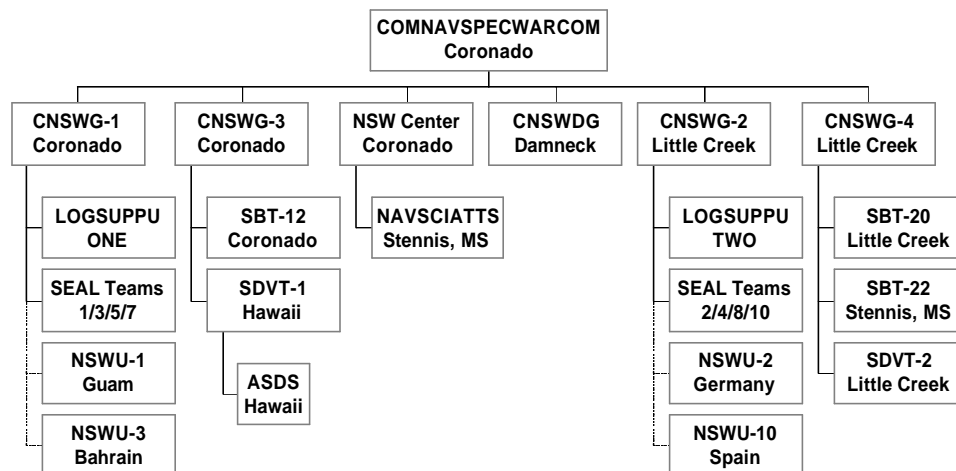 COMNAVSPECWARCOM
Coronado
CNSWG-1
Coronado
CNSWG-3
Coronado
NSW Center
Coronado
CNSWDG
Damneck
CNSWG-2
Little Creek
CNSWG-4
Little Creek
LOGSUPPU
ONE
SEAL Teams
1/3/5/7
NSWU-1
Guam
NSWU-3
Bahrain
SBT-12
Coronado
SDVT-1
Hawaii
ASDS
Hawaii
NAVSCIATTS
Stennis, MS
LOGSUPPU
TWO
SEAL Teams
2/4/8/10
NSWU-2
Germany
NSWU-10
Spain
SBT-20
Little Creek
SBT-22
Stennis, MS
SDVT-2
Little Creek